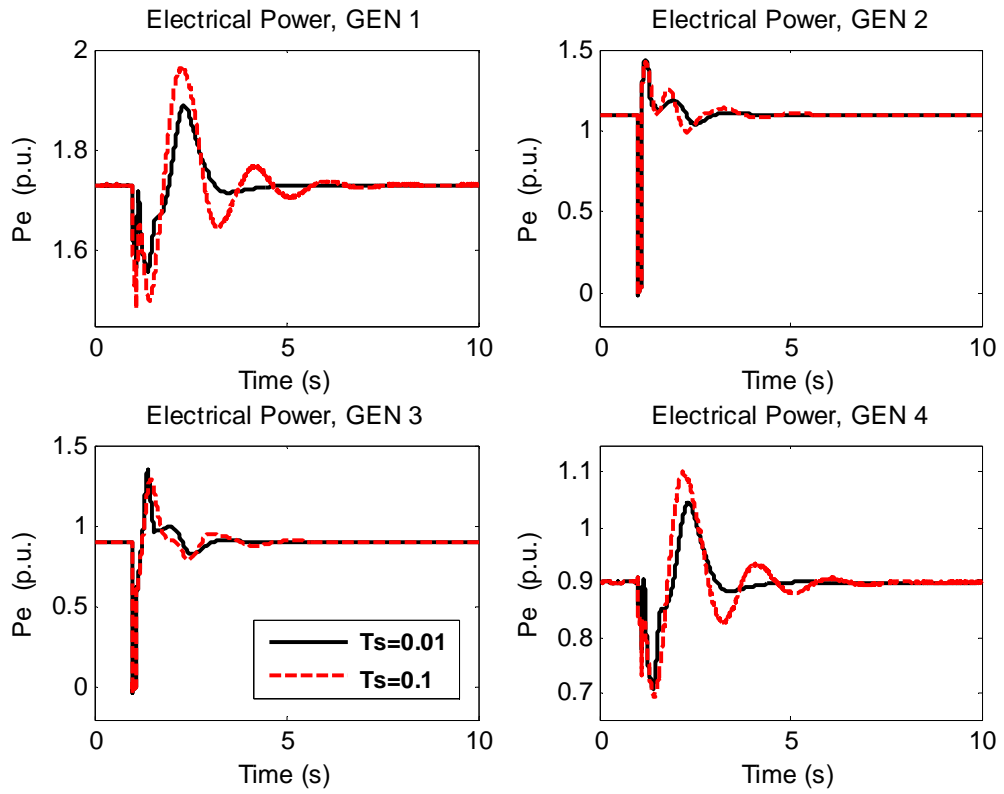 Electrical Power, GEN 1
2
1.8
1.6
Pe (p.u.)
0
5
10
Time (s)
Electrical Power, GEN 2
1.5
1
0.5
0
Pe (p.u.)
0
5
10
Time (s)
Electrical Power, GEN 3
1.5
1
0.5
0
Pe (p.u.)
Ts=0.01
Ts=0.1
0
5
10
Time (s)
Electrical Power, GEN 4
1.1
1
0.9
0.8
0.7
Pe (p.u.)
0
5
10
Time (s)